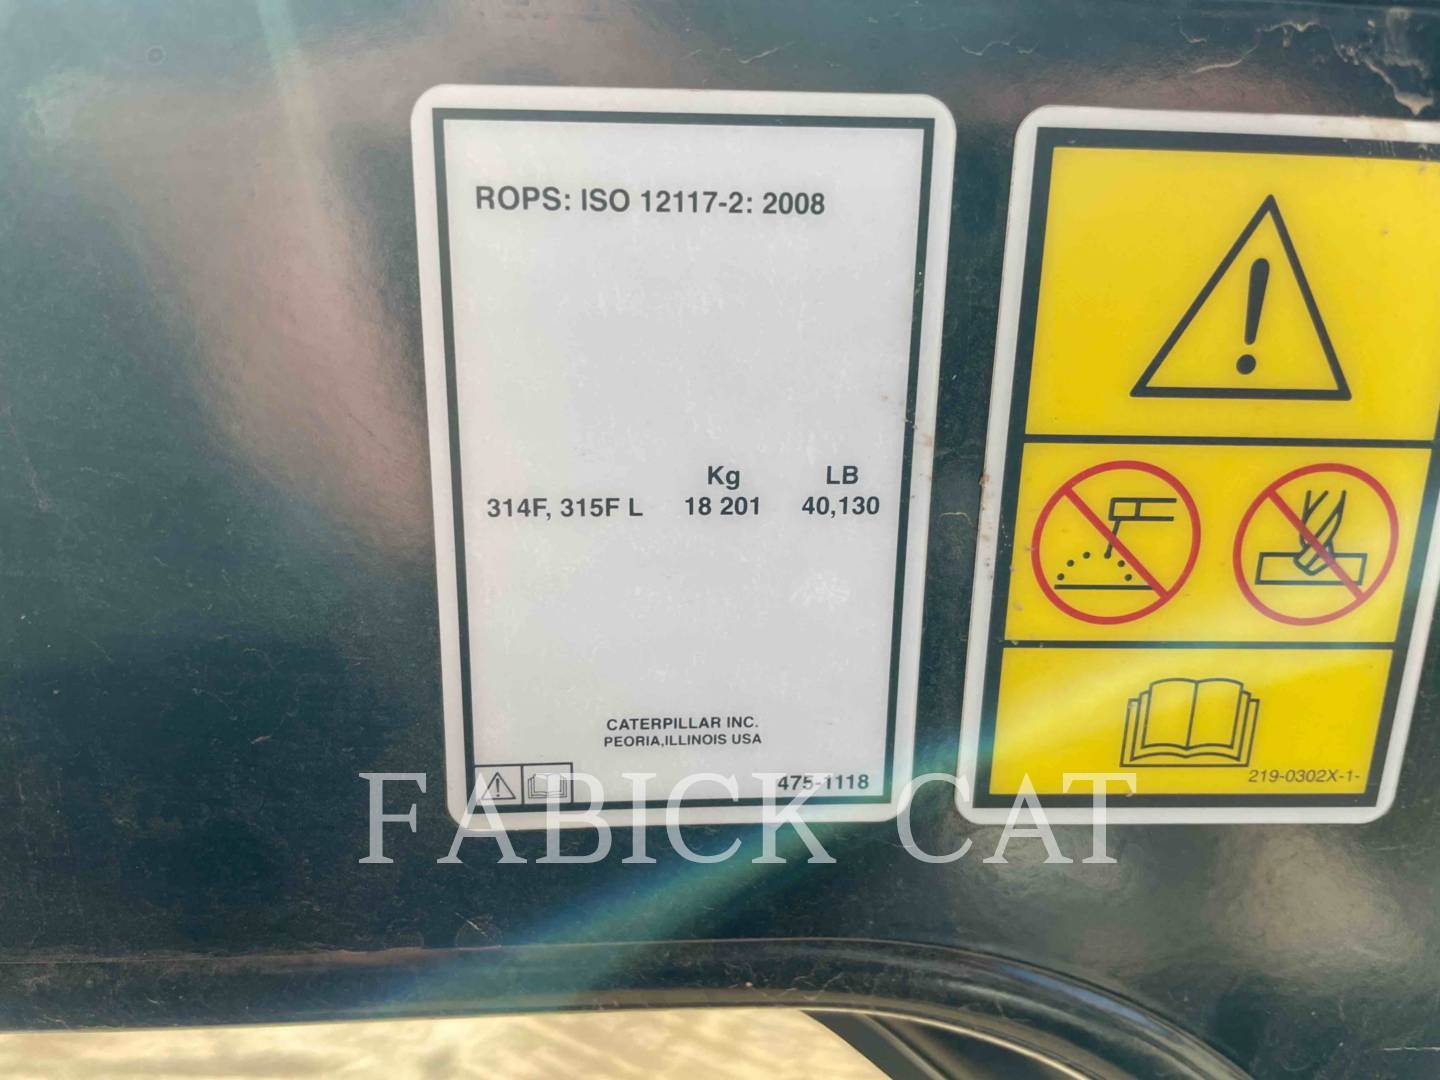 ROPS: ISO 12117-2: 2008
Kg LB
314F, 315F L 18 201 40,130
CATERPILLAR INC.
PEORIA,ILLINOIS USA
475-1118
219-0302X-1-
FABICK CAT